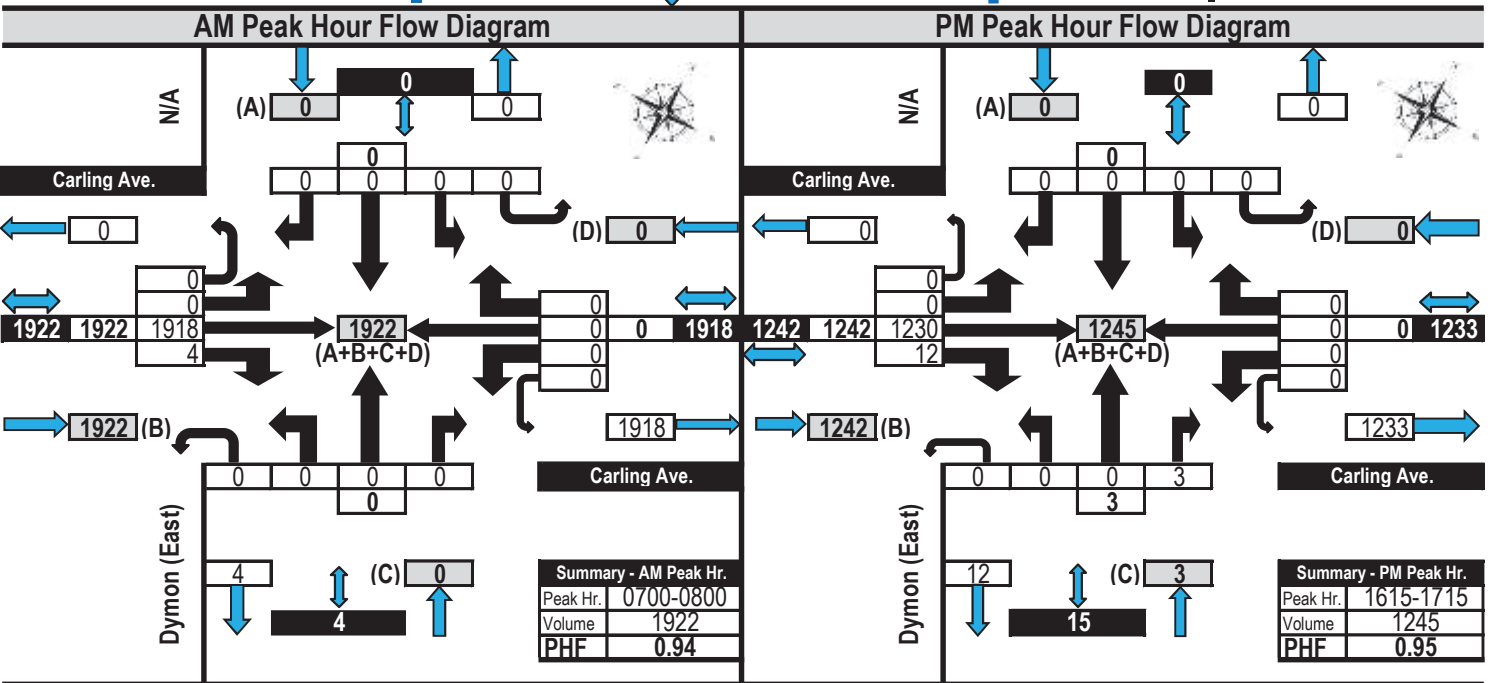 AM Peak Hour Flow Diagram
N/A
(A) 0 0 0
0
Carling Ave.
0 0 0 0
0
(D) 0
0
0
1922 1922 1918
4
1922
(A+B+C+D)
0
0 0 1918
0
0
1922 (B)
1918
0 0 0 0
0
Carling Ave.
Dymon (East)
4
(C) 0
4
Summary - AM Peak Hr.
Peak Hr. 0700-0800
Volume 1922
PHF 0.94
PM Peak Hour Flow Diagram
N/A
(A) 0 0 0
0
Carling Ave.
0 0 0 0
0
(D) 0
0
0
1242 1242 1230
12
1245
(A+B+C+D)
0
0 0 1233
0
0
1242 (B)
1233
0 0 0 3
3
Carling Ave.
Dymon (East)
12
(C) 3
15
Summary - PM Peak Hr.
Peak Hr. 1615-1715
Volume 1245
PHF 0.95